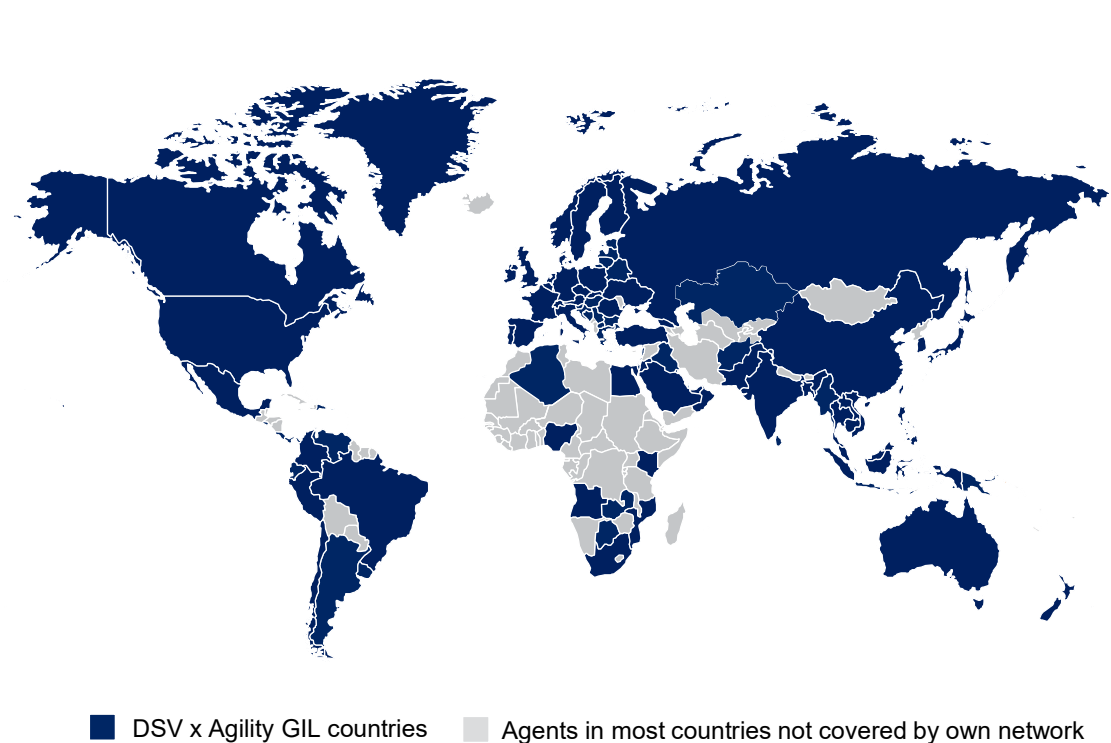 DSV x Agility GIL countries
Agents in most countries not covered by own network